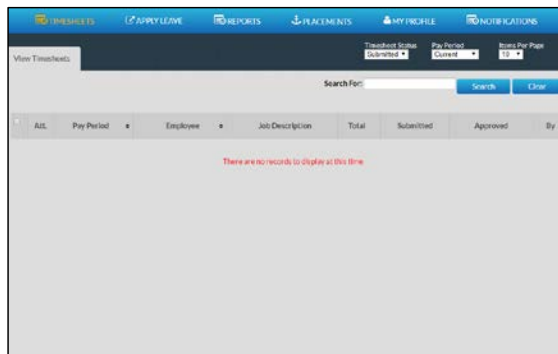 TIMESHEETS APPLY LEAVE REPORTS PLACEMENTS MY PROFILE NOTIFICATIONS
Timesheet Status Pay Period Items Per Page
View Timesheets Submitted Current 10
Search For: Search Clear
Pay Period Employee Job Description Total Submitted Approved By
There are no records to display at this time